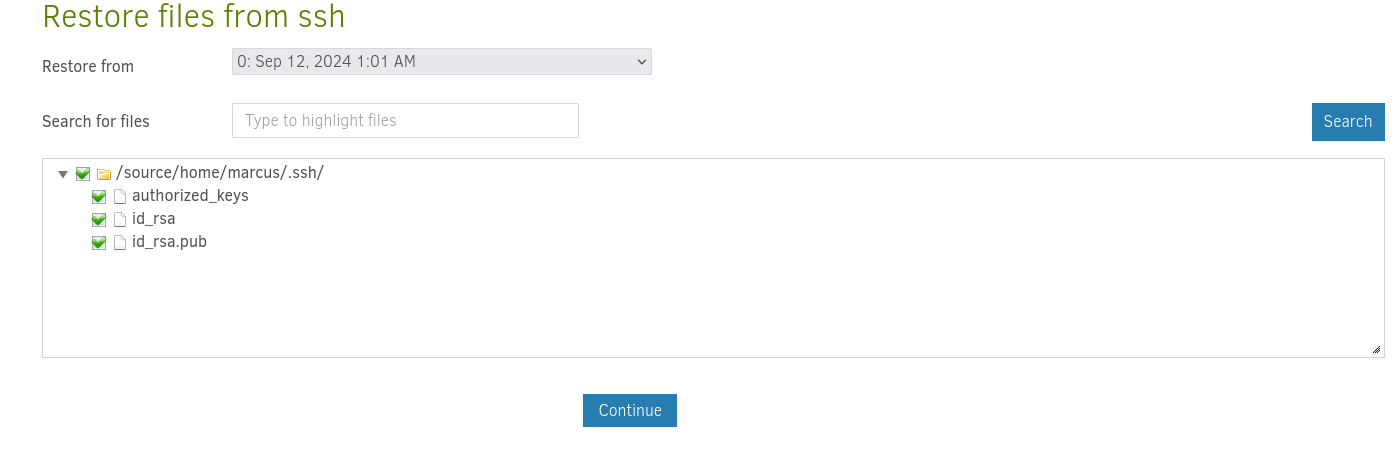 Restore files from ssh
Restore from
0: Sep 12, 2024 1:01 AM
Search for files
Type to highlight files
Search
/source/home/marcus/.ssh/
authorized_keys
id_rsa
id_rsa.pub
Continue